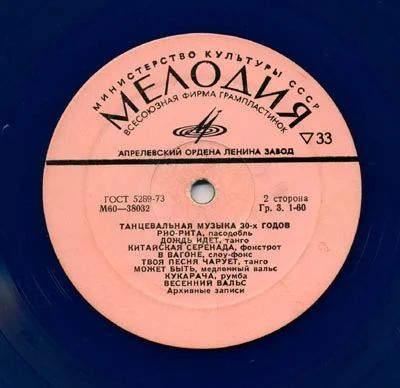 МИНИСТЕРСТВО КУЛЬТУРЫ СССР
МЕЛОДИЯ
ВСЕСОЮЗНАЯ ФИРМА ГРАМПЛАСТИНОК
▽33
АПРЕЛЕВСКИЙ ОРДЕНА ЛЕНИНА ЗАВОД
ГОСТ 5289-73
М60—38032
2 сторона
Гр. 3. 1-60
ТАНЦЕВАЛЬНАЯ МУЗЫКА 30-х ГОДОВ
РИО-РИТА, пасодобль
ДОЖДЬ ИДЕТ, танго
КИТАЙСКАЯ СЕРЕНАДА, фокстрот
В ВАГОНЕ, слоу-фокс
ТВОЯ ПЕСНЯ ЧАРУЕТ, танго
МОЖЕТ БЫТЬ, медленный вальс
КУКАРАЧА, румба
ВЕСЕННИЙ ВАЛЬС
Архивные записи